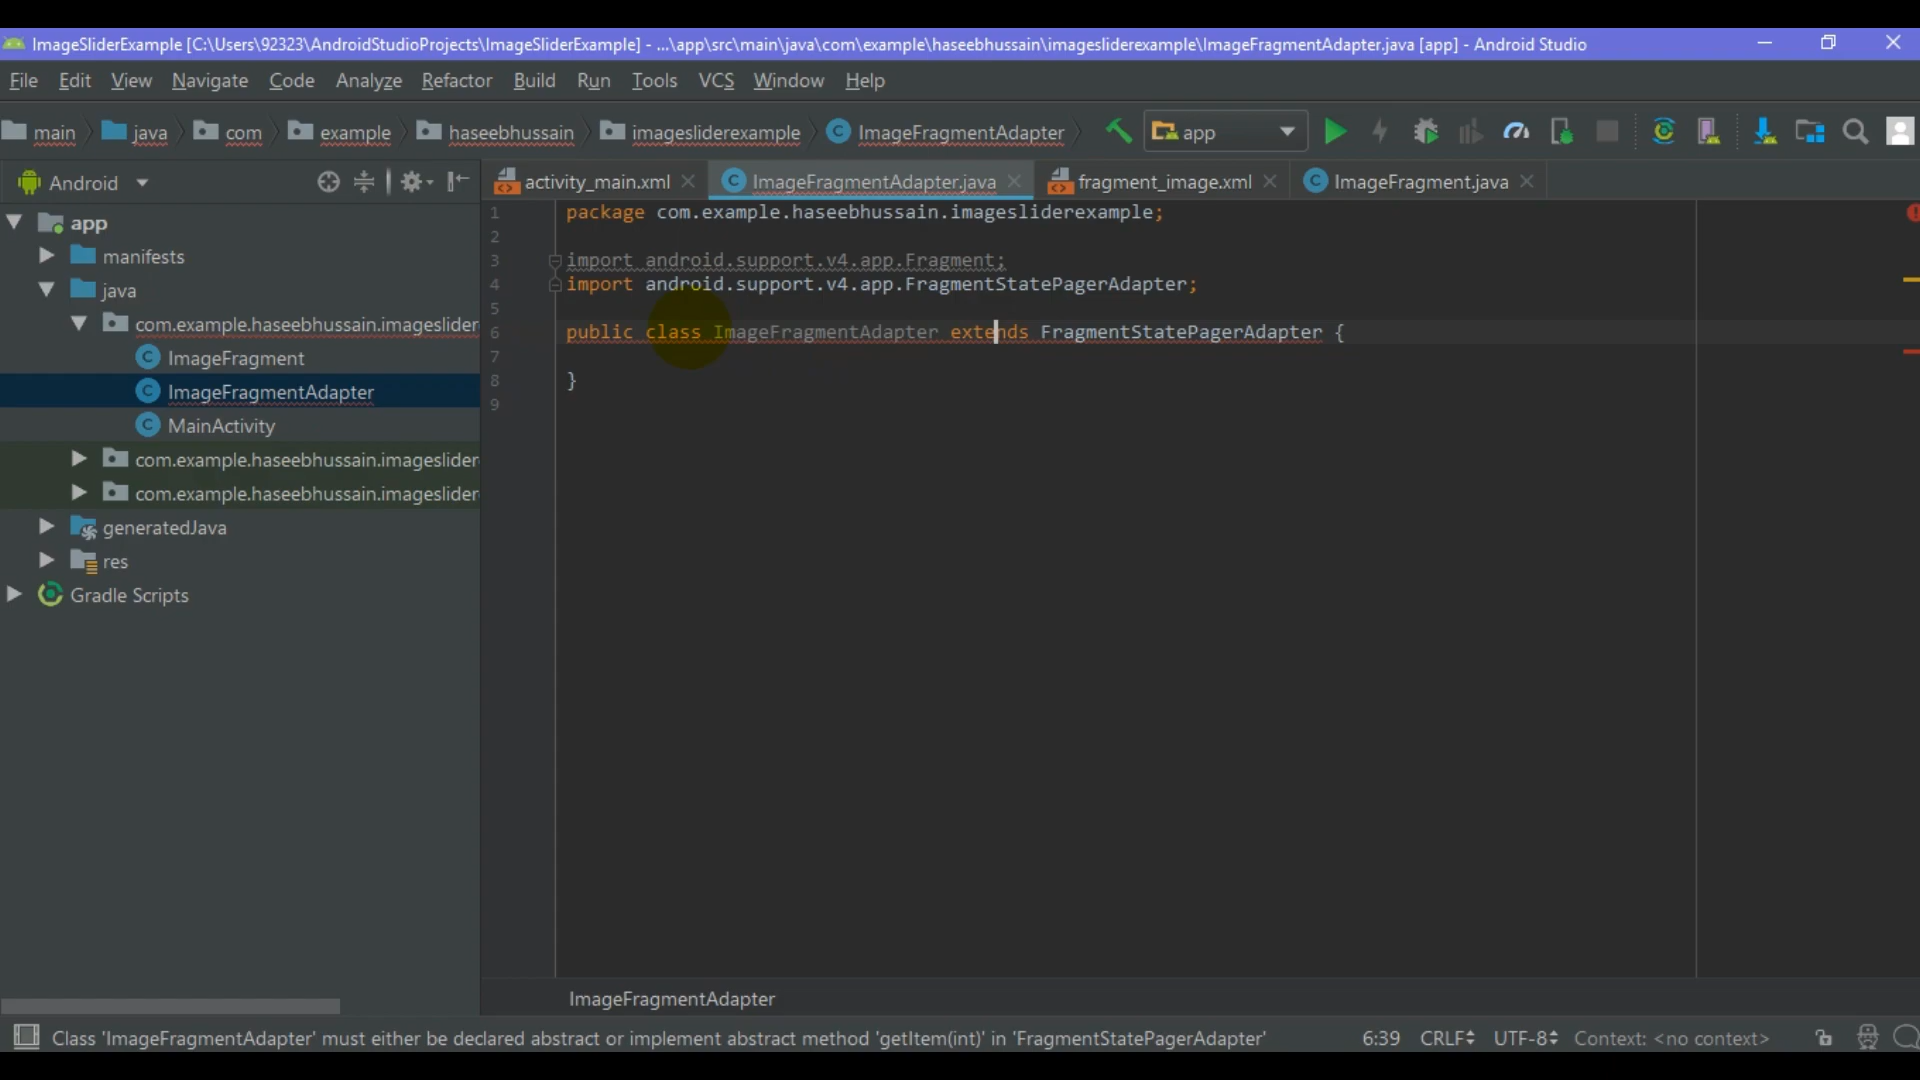 ImageSliderExample [C:\Users\92323\AndroidStudioProjects\ImageSliderExample] - ...\app\src\main\java\com\example\haseebhussain\imagesliderexample\ImageFragmentAdapter.java [app] - Android Studio
File Edit View Navigate Code Analyze Refactor Build Run Tools VCS Window Help
main java com example haseebhussain imagesliderexample ImageFragmentAdapter app
Android
activity_main.xml ImageFragmentAdapter.java fragment_image.xml ImageFragment.java
app
manifests
java
com.example.haseebhussain.imageslider
ImageFragment
ImageFragmentAdapter
MainActivity
com.example.haseebhussain.imageslider
com.example.haseebhussain.imageslider
generatedJava
res
Gradle Scripts
1 package com.example.haseebhussain.imagesliderexample;
2
3 import android.support.v4.app.Fragment;
4 import android.support.v4.app.FragmentStatePagerAdapter;
5
6 public class ImageFragmentAdapter extends FragmentStatePagerAdapter {
7
8 }
9
ImageFragmentAdapter
Class 'ImageFragmentAdapter' must either be declared abstract or implement abstract method 'getItem(int)' in 'FragmentStatePagerAdapter' 6:39 CRLF UTF-8 Context: <no context>